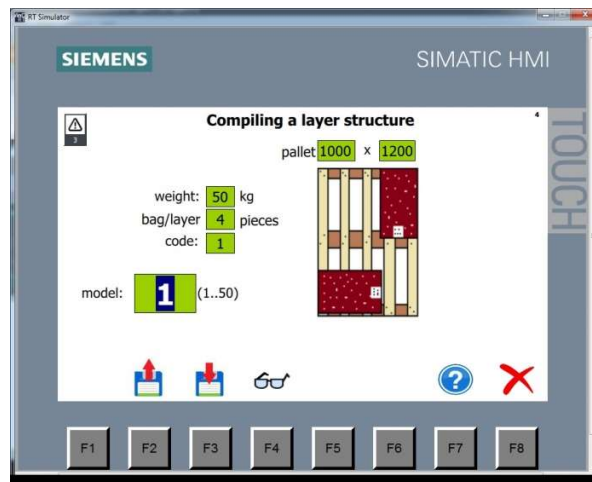 RT Simulator
SIEMENS
SIMATIC HMI
TOUCH
3
Compiling a layer structure
4
pallet 1000 x 1200
weight: 50 kg
bag/layer 4 pieces
code: 1
model: 1 (1..50)
?
F1 F2 F3 F4 F5 F6 F7 F8